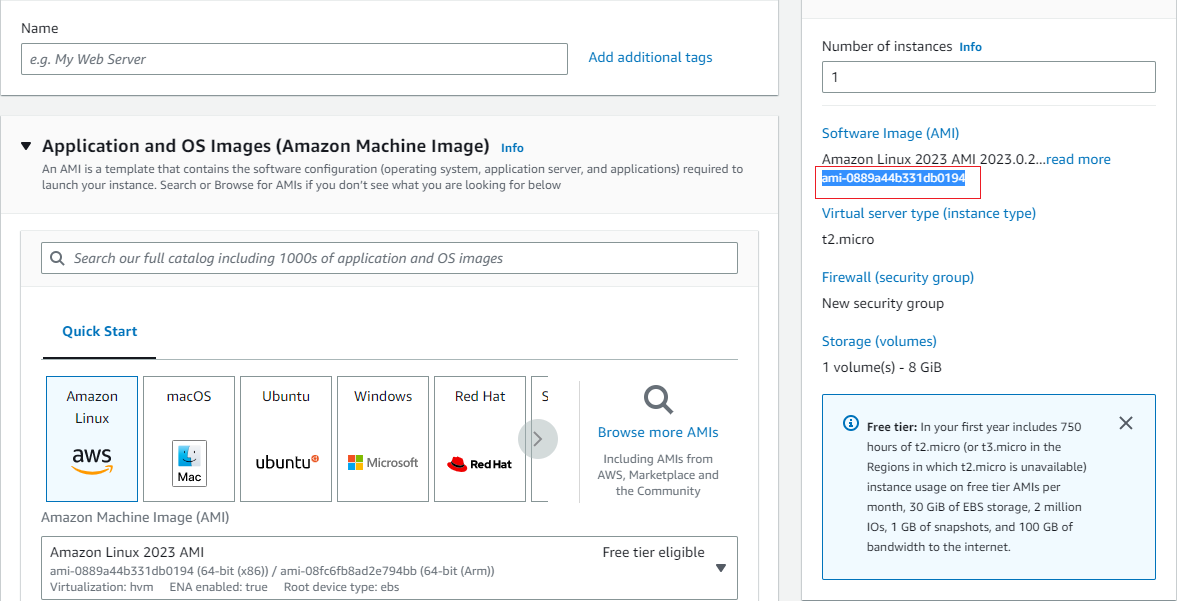 Name
e.g. My Web Server
Add additional tags
Application and OS Images (Amazon Machine Image) Info
An AMI is a template that contains the software configuration (operating system, application server, and applications) required to
launch your instance. Search or Browse for AMIs if you don't see what you are looking for below
Search our full catalog including 1000s of application and OS images
Quick Start
Amazon
Linux
aws
macOS
Mac
Ubuntu
ubuntu
Windows
Microsoft
Red Hat
Red Hat
S
Browse more AMIs
Including AMIs from
AWS, Marketplace and
the Community
Amazon Machine Image (AMI)
Amazon Linux 2023 AMI
Free tier eligible
ami-0889a44b331db0194 (64-bit (x86)) / ami-08fc6fb8ad2e794bb (64-bit (Arm))
Virtualization: hvm ENA enabled: true Root device type: ebs
Number of instances Info
1
Software Image (AMI)
Amazon Linux 2023 AMI 2023.0.2...read more
ami-0889a44b331db0194
Virtual server type (instance type)
t2.micro
Firewall (security group)
New security group
Storage (volumes)
1 volume(s) - 8 GiB
Free tier: In your first year includes 750
hours of t2.micro (or t3.micro in the
Regions in which t2.micro is unavailable)
instance usage on free tier AMIs per
month, 30 GiB of EBS storage, 2 million
IOs, 1 GB of snapshots, and 100 GB of
bandwidth to the internet.